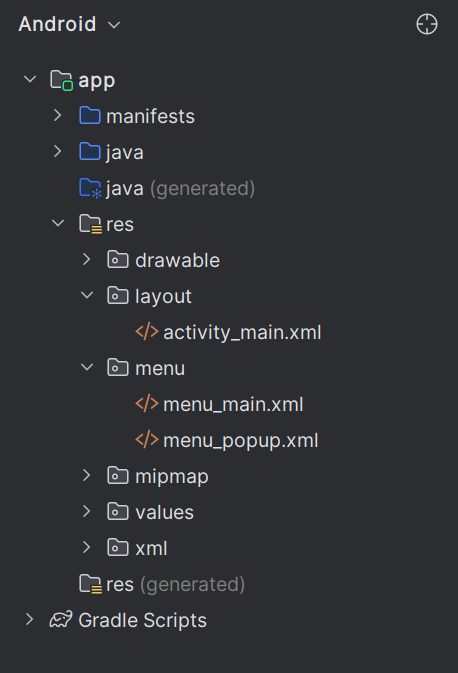 Android
app
manifests
java
java (generated)
res
drawable
layout
activity_main.xml
menu
menu_main.xml
menu_popup.xml
mipmap
values
xml
res (generated)
Gradle Scripts